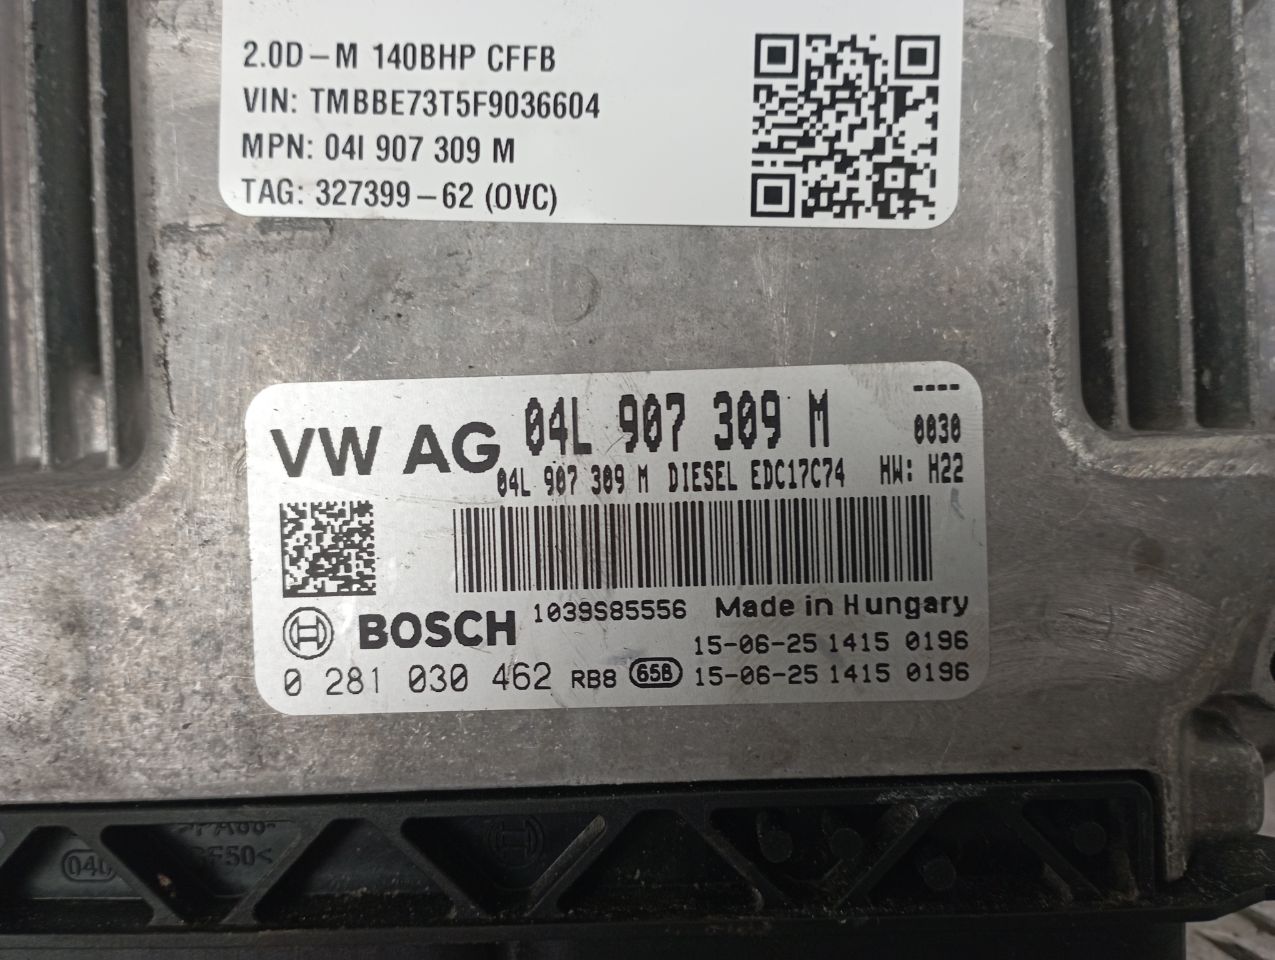 2.0D-M 140BHP CFFB
VIN: TMBBE73T5F9036604
MPN: 04I 907 309 M
TAG: 327399-62 (OVC)
----
VW AG 04L 907 309 M 0030
04L 907 309 M DIESEL EDC17C74 HW: H22
BOSCH 1039S85556 Made in Hungary
15-06-25 1415 0196
0 281 030 462 RB8 65B 15-06-25 1415 0196